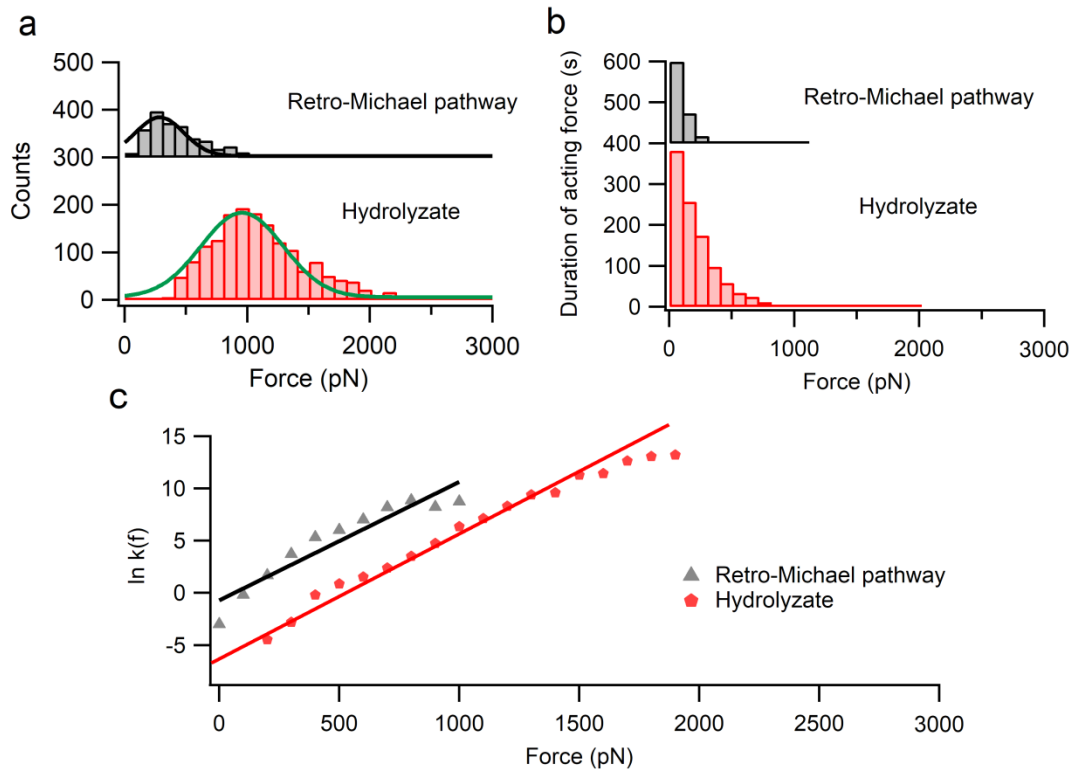 a
500
400
300
200
100
0
Counts
Retro-Michael pathway
Hydrolyzate
0
1000
2000
3000
Force (pN)
b
600
500
400
300
200
100
0
Duration of acting force (s)
Retro-Michael pathway
Hydrolyzate
0
1000
2000
3000
Force (pN)
c
15
10
5
0
-5
ln k(f)
Retro-Michael pathway
Hydrolyzate
0
500
1000
1500
2000
2500
3000
Force (pN)